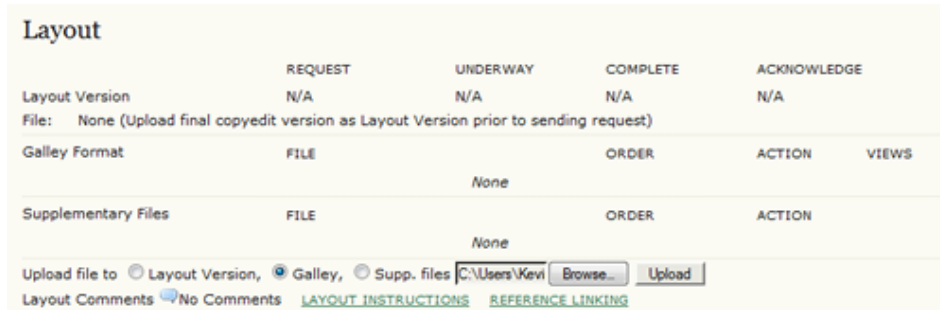 Layout
REQUEST UNDERWAY COMPLETE ACKNOWLEDGE
Layout Version N/A N/A N/A N/A
File: None (Upload final copyedit version as Layout Version prior to sending request)
Galley Format FILE ORDER ACTION VIEWS
None
Supplementary Files FILE ORDER ACTION
None
Upload file to Layout Version, Galley, Supp. files C:\Users\Kevi Browse... Upload
Layout Comments No Comments LAYOUT INSTRUCTIONS REFERENCE LINKING